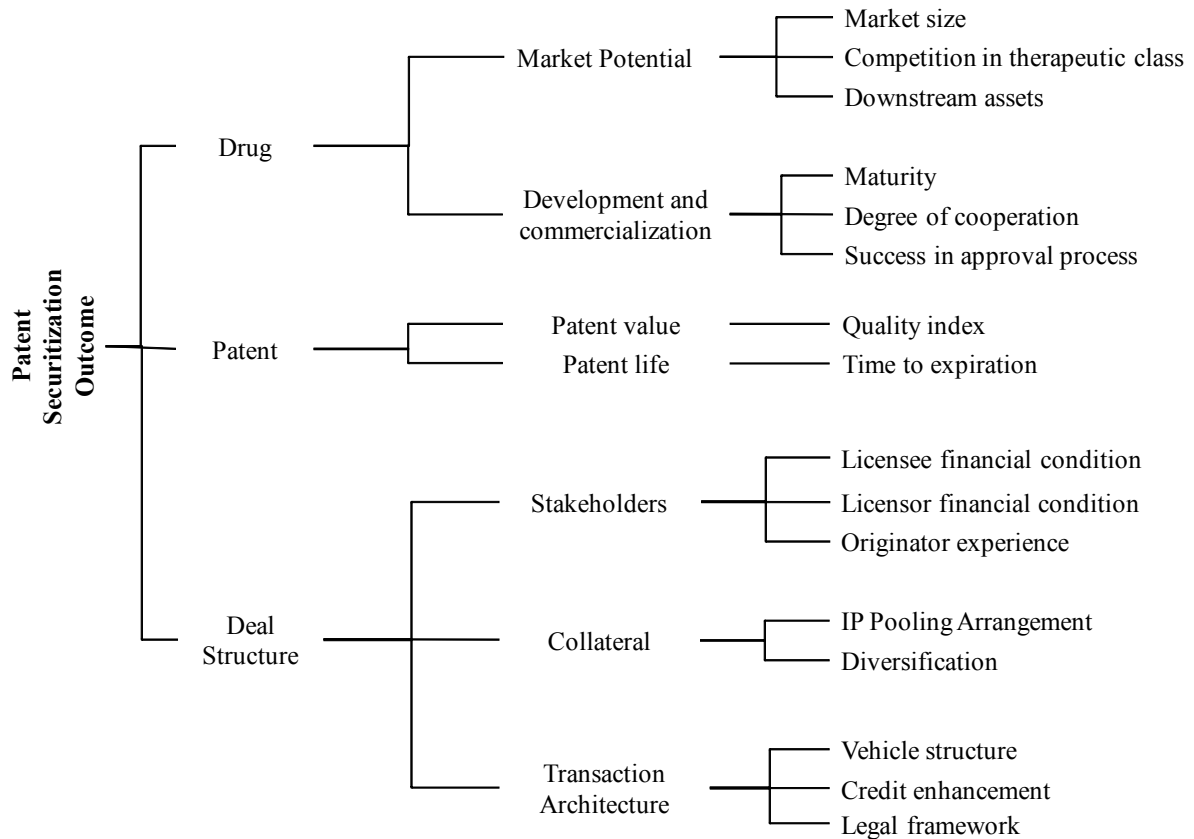 Patent
Securitization
Outcome
Drug
Market Potential
Market size
Competition in therapeutic class
Downstream assets
Development and
commercialization
Maturity
Degree of cooperation
Success in approval process
Patent
Patent value
Quality index
Patent life
Time to expiration
Deal
Structure
Stakeholders
Licensee financial condition
Licensor financial condition
Originator experience
Collateral
IP Pooling Arrangement
Diversification
Transaction
Architecture
Vehicle structure
Credit enhancement
Legal framework